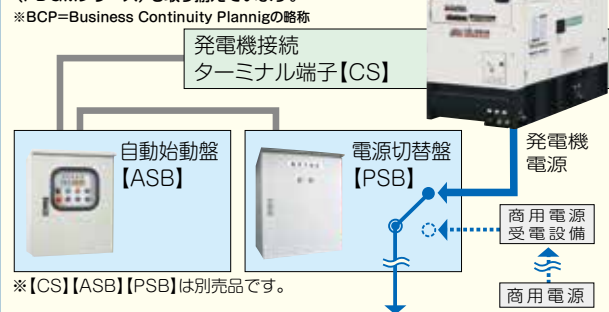 ※BCP=Business Continuity Plannigの略称
発電機接続
ターミナル端子【CS】
自動始動盤
【ASB】
電源切替盤
【PSB】
発電機
電源
商用電源
受電設備
商用電源
※【CS】【ASB】【PSB】は別売品です。